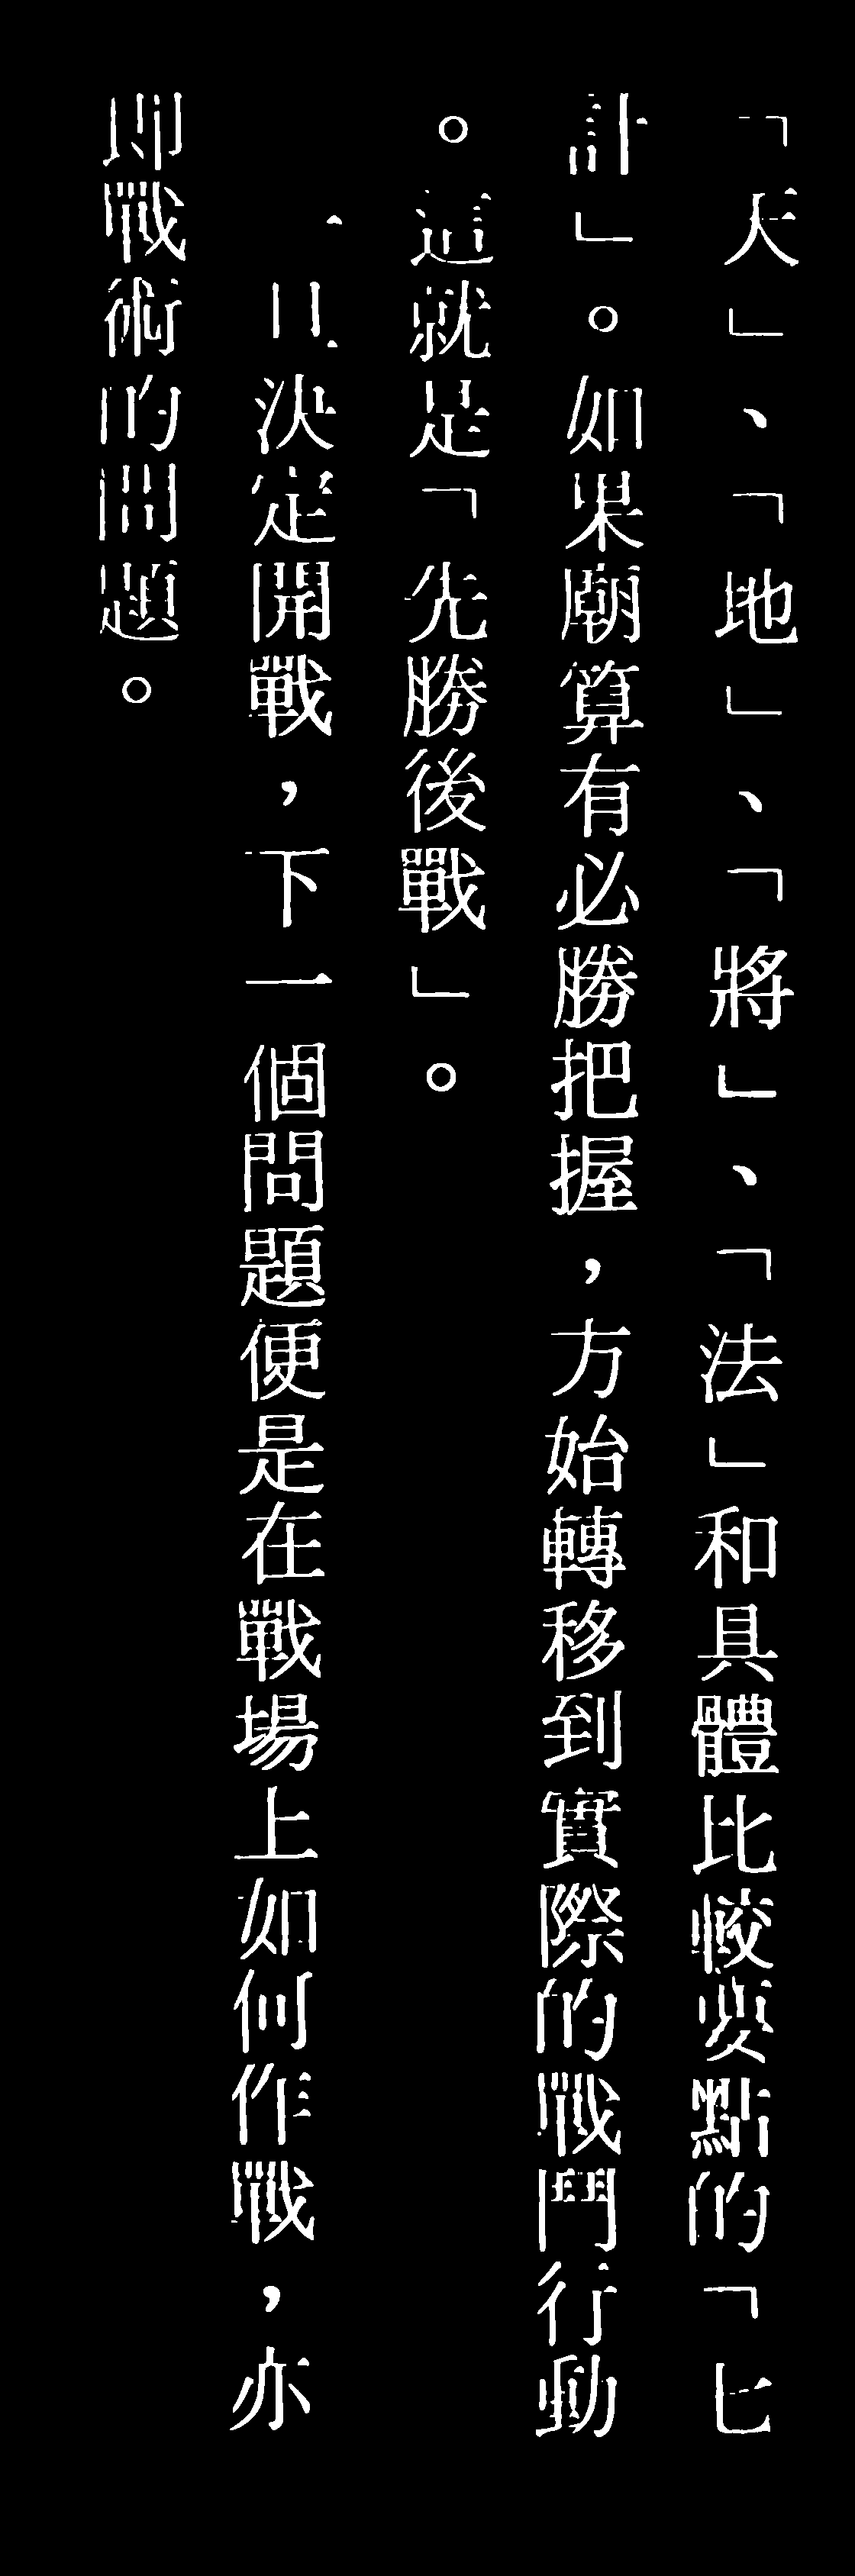 「天」、「地」、「將」、「法」和具體比較要點的「七
計」。如果廟算有必勝把握，方始轉移到實際的戰鬥行動
。這就是「先勝後戰」。
一旦決定開戰，下一個問題便是在戰場上如何作戰，亦
即戰術的問題。